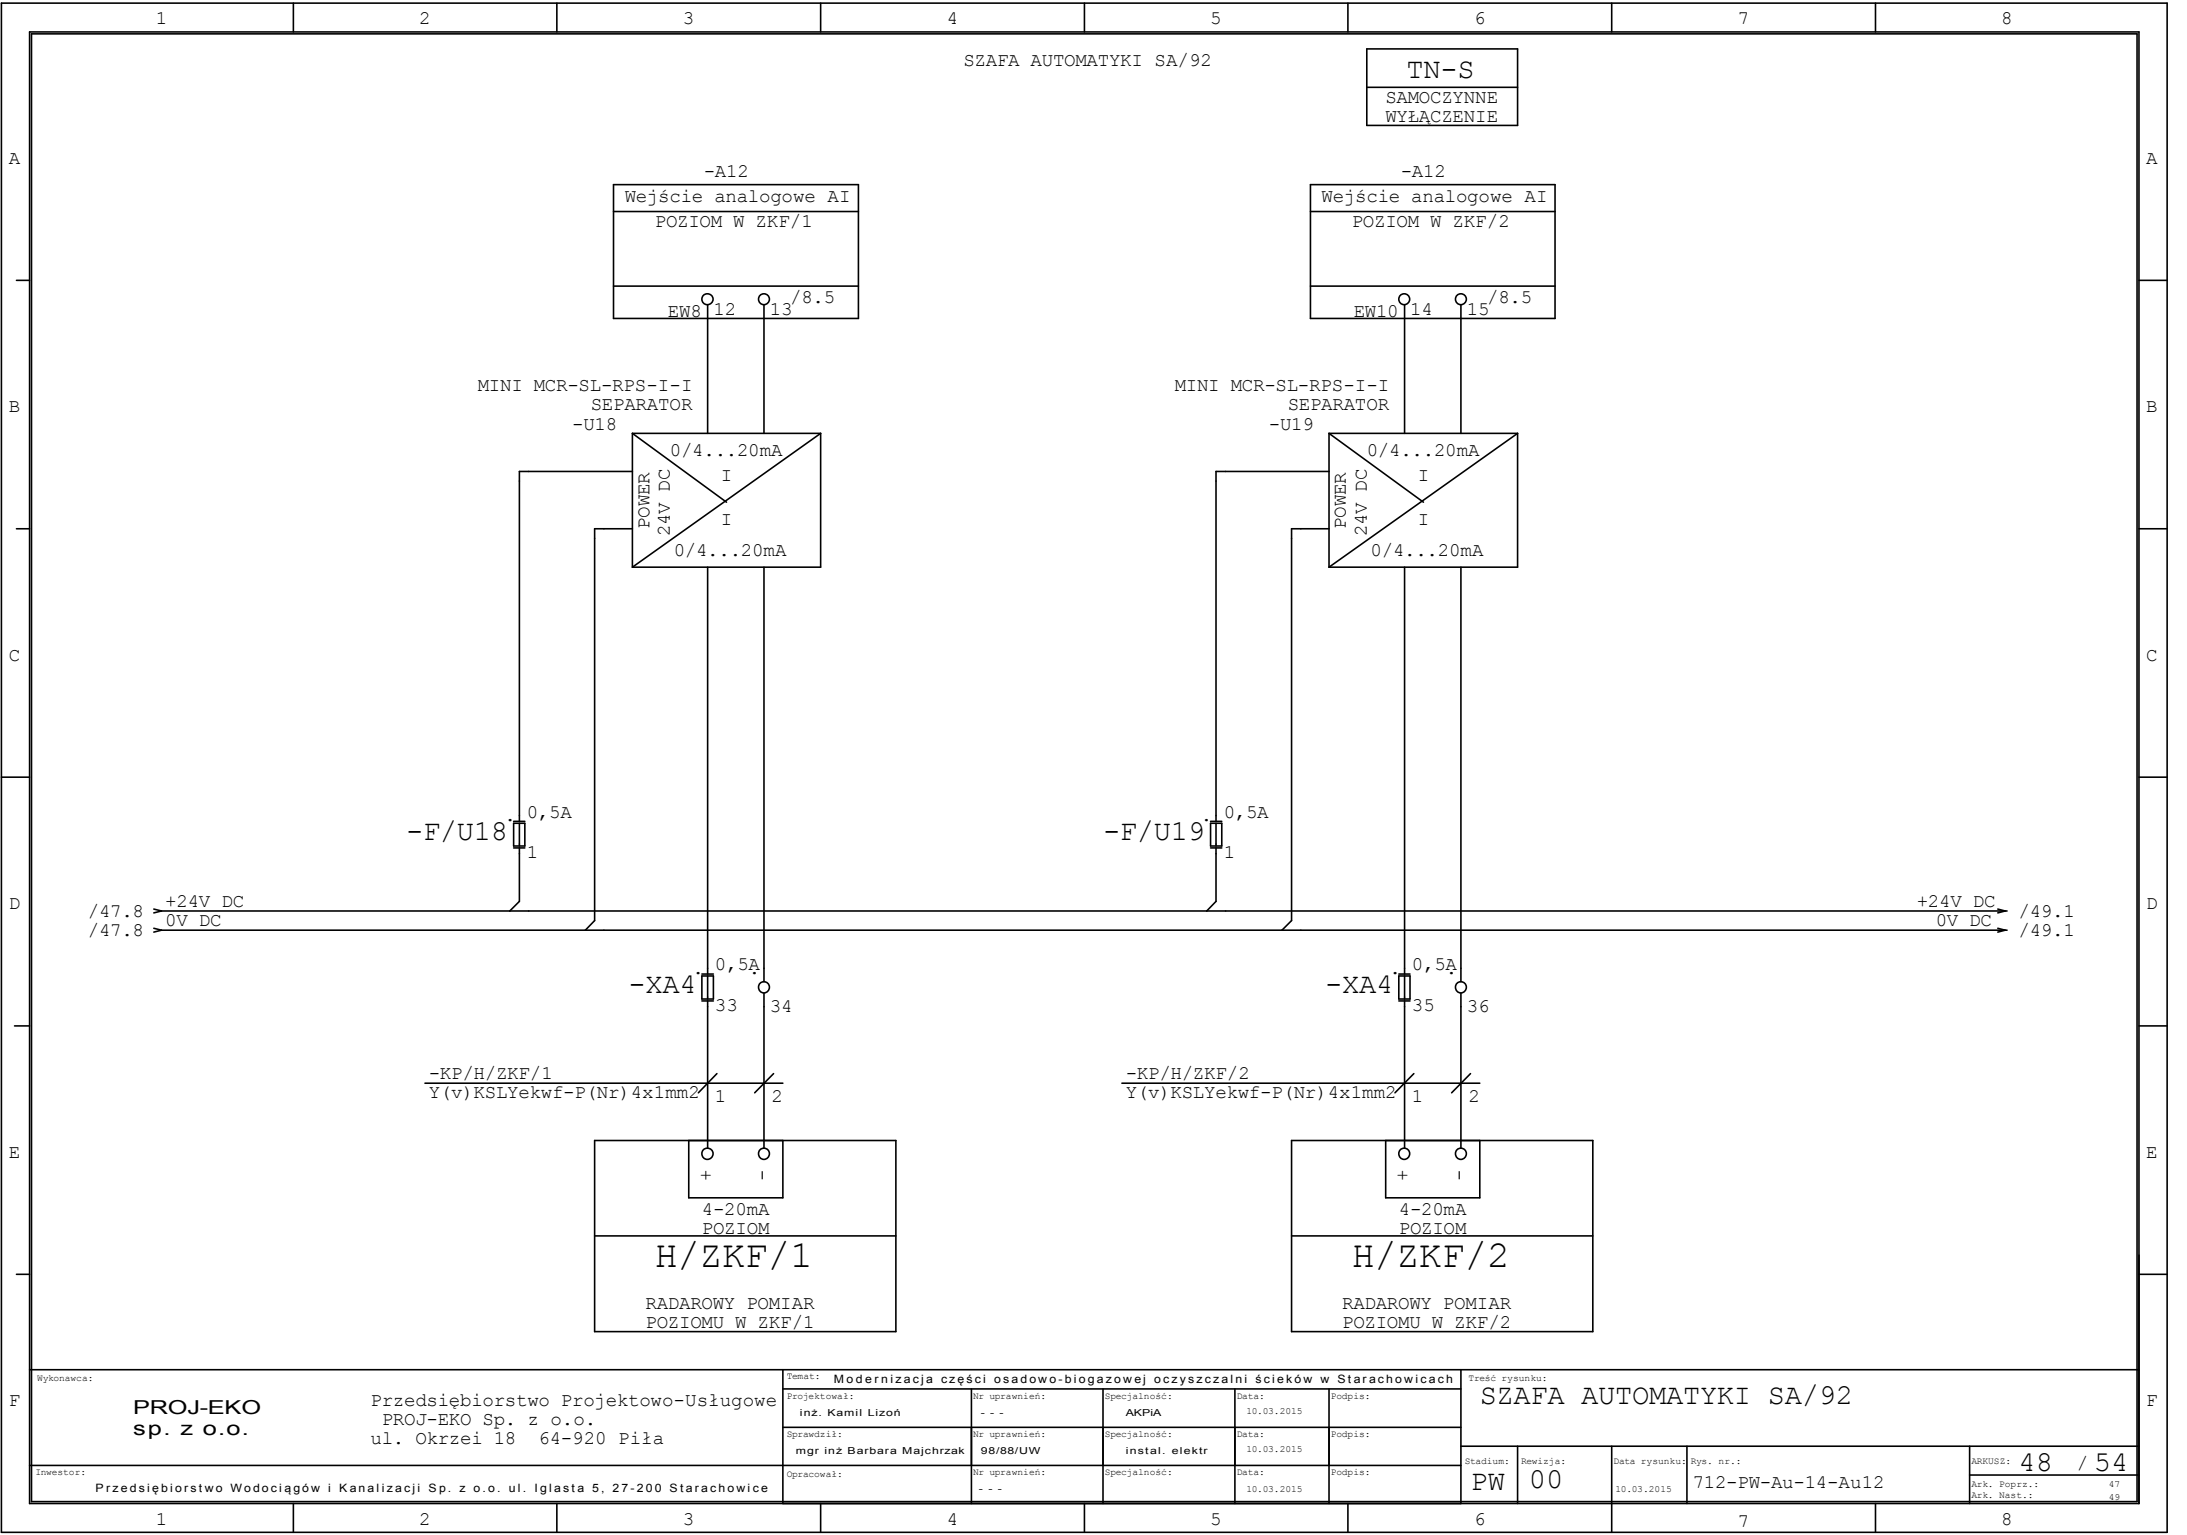 1 2 3 4 5 6 7 8
SZAFA AUTOMATYKI SA/92
TN-S
SAMOCZYNNE
WYŁĄCZENIE
A A
-A12
Wejście analogowe AI
POZIOM W ZKF/1
EW8 12 13 /8.5
-A12
Wejście analogowe AI
POZIOM W ZKF/2
EW10 14 15 /8.5
B B
MINI MCR-SL-RPS-I-I
SEPARATOR
-U18
0/4...20mA
I
POWER
24V DC
I
0/4...20mA
MINI MCR-SL-RPS-I-I
SEPARATOR
-U19
0/4...20mA
I
POWER
24V DC
I
0/4...20mA
C C
-F/U18 0,5A
1
-F/U19 0,5A
1
D D
/47.8 +24V DC +24V DC /49.1
/47.8 0V DC 0V DC /49.1
-XA4 0,5A
33 34
-XA4 0,5A
35 36
-KP/H/ZKF/1
Y(v)KSLYekwf-P(Nr)4x1mm2 1 2
-KP/H/ZKF/2
Y(v)KSLYekwf-P(Nr)4x1mm2 1 2
E E
+ -
4-20mA
POZIOM
H/ZKF/1
RADAROWY POMIAR
POZIOMU W ZKF/1
+ -
4-20mA
POZIOM
H/ZKF/2
RADAROWY POMIAR
POZIOMU W ZKF/2
F F
Wykonawca:
PROJ-EKO
sp. z o.o.
Przedsiębiorstwo Projektowo-Usługowe
PROJ-EKO Sp. z o.o.
ul. Okrzei 18 64-920 Piła
Inwestor:
Przedsiębiorstwo Wodociągów i Kanalizacji Sp. z o.o. ul. Iglasta 5, 27-200 Starachowice
Temat: Modernizacja części osadowo-biogazowej oczyszczalni ścieków w Starachowicach
Projektował: Nr uprawnień: Specjalność: Data: Podpis:
inż. Kamil Lizoń --- AKPiA 10.03.2015
Sprawdził: Nr uprawnień: Specjalność: Data: Podpis:
mgr inż Barbara Majchrzak 98/88/UW instal. elektr 10.03.2015
Opracował: Nr uprawnień: Specjalność: Data: Podpis:
--- 10.03.2015
Treść rysunku:
SZAFA AUTOMATYKI SA/92
Stadium: Rewizja: Data rysunku: Rys. nr.: ARKUSZ: 48 / 54
PW 00 10.03.2015 712-PW-Au-14-Au12
Ark. Poprz.: 47
Ark. Nast.: 49
1 2 3 4 5 6 7 8